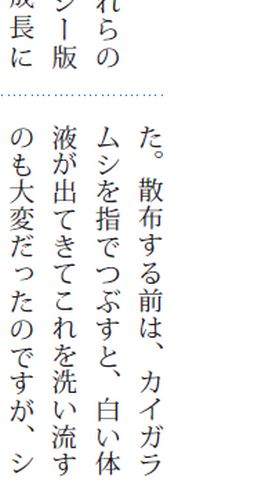 れらの
シー版
成長に
た。散布する前は、カイガラ
ムシを指でつぶすと、白い体
液が出てきてこれを洗い流す
のも大変だったのですが、シ